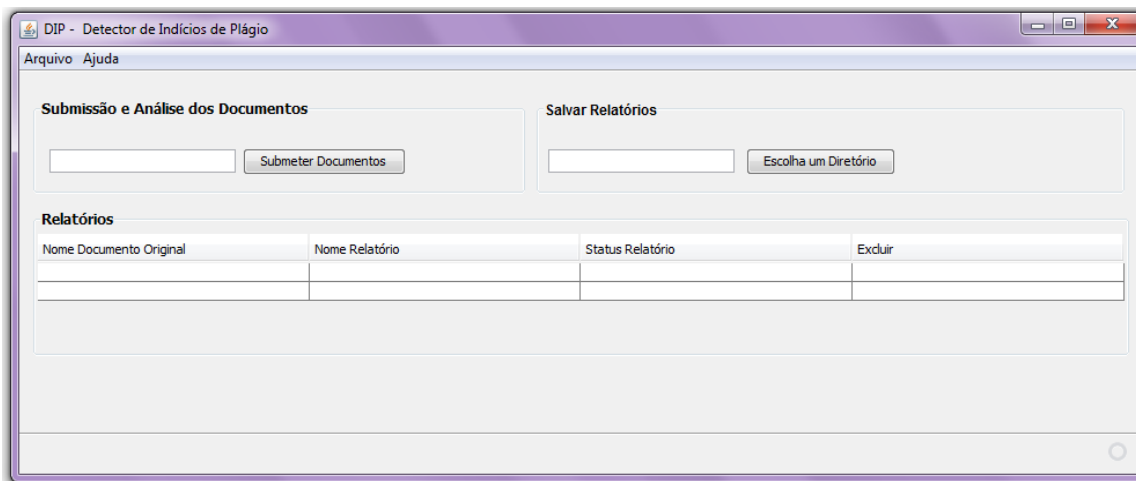 DIP - Detector de Indícios de Plágio
Arquivo Ajuda
Submissão e Análise dos Documentos
Salvar Relatórios
Submeter Documentos
Escolha um Diretório
Relatórios
Nome Documento Original Nome Relatório Status Relatório Excluir